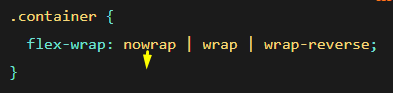 .container {
flex-wrap: nowrap | wrap | wrap-reverse;
}